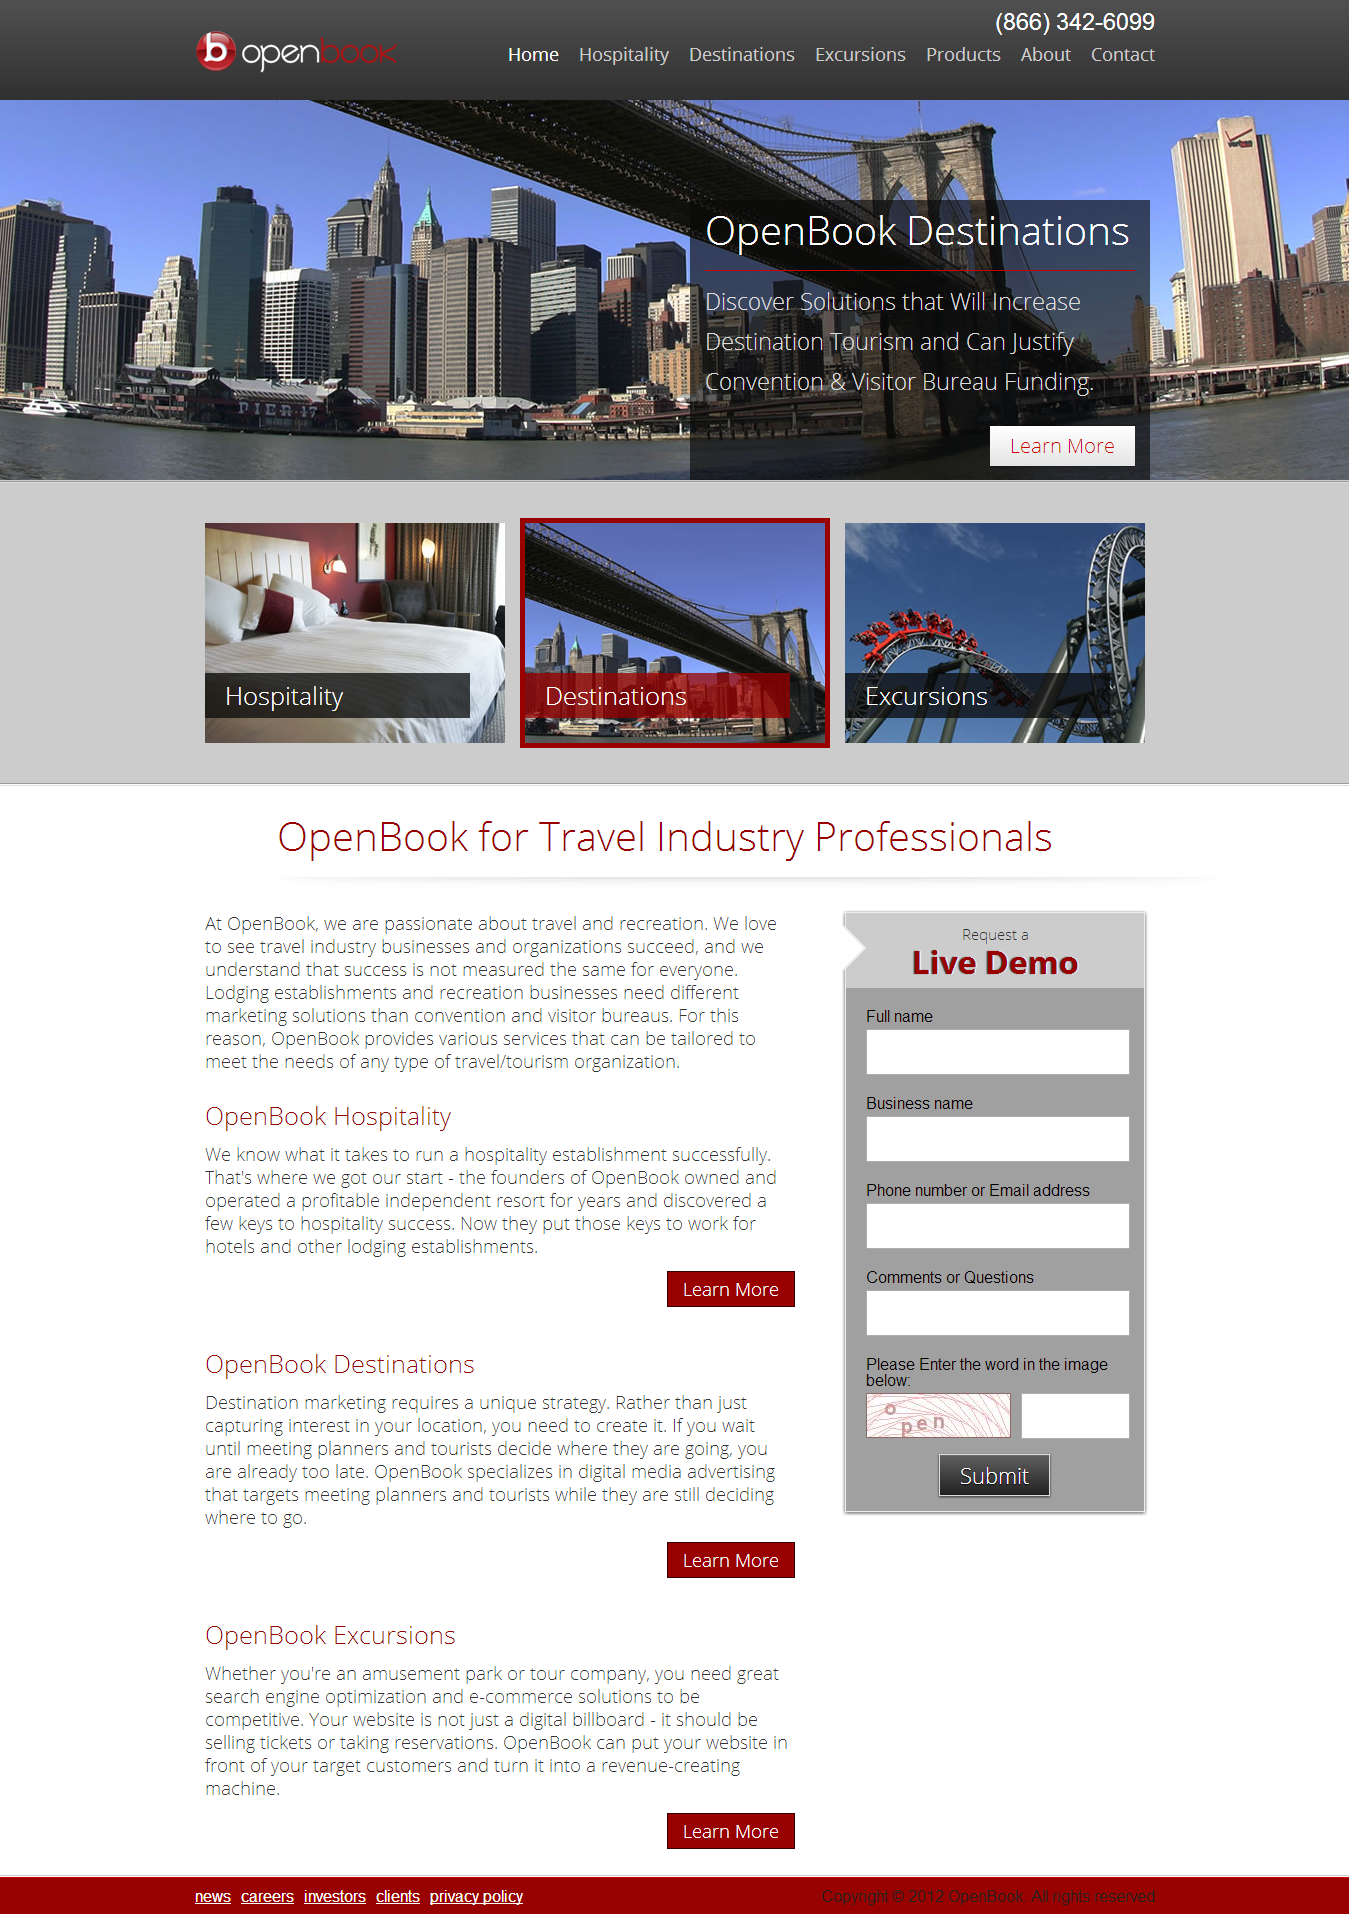 (866) 342-6099
openbook
Home Hospitality Destinations Excursions Products About Contact
verizon
OpenBook Destinations
Discover Solutions that Will Increase
Destination Tourism and Can Justify
Convention & Visitor Bureau Funding.
PIER 17
Learn More
Hospitality
Destinations
Excursions
OpenBook for Travel Industry Professionals
At OpenBook, we are passionate about travel and recreation. We love
to see travel industry businesses and organizations succeed, and we
understand that success is not measured the same for everyone.
Lodging establishments and recreation businesses need different
marketing solutions than convention and visitor bureaus. For this
reason, OpenBook provides various services that can be tailored to
meet the needs of any type of travel/tourism organization.
OpenBook Hospitality
We know what it takes to run a hospitality establishment successfully.
That's where we got our start - the founders of OpenBook owned and
operated a profitable independent resort for years and discovered a
few keys to hospitality success. Now they put those keys to work for
hotels and other lodging establishments.
Learn More
OpenBook Destinations
Destination marketing requires a unique strategy. Rather than just
capturing interest in your location, you need to create it. If you wait
until meeting planners and tourists decide where they are going, you
are already too late. OpenBook specializes in digital media advertising
that targets meeting planners and tourists while they are still deciding
where to go.
Learn More
OpenBook Excursions
Whether you're an amusement park or tour company, you need great
search engine optimization and e-commerce solutions to be
competitive. Your website is not just a digital billboard - it should be
selling tickets or taking reservations. OpenBook can put your website in
front of your target customers and turn it into a revenue-creating
machine.
Learn More
Request a
Live Demo
Full name
Business name
Phone number or Email address
Comments or Questions
Please Enter the word in the image
below:
open
Submit
news careers investors clients privacy policy
Copyright © 2012 OpenBook. All rights reserved